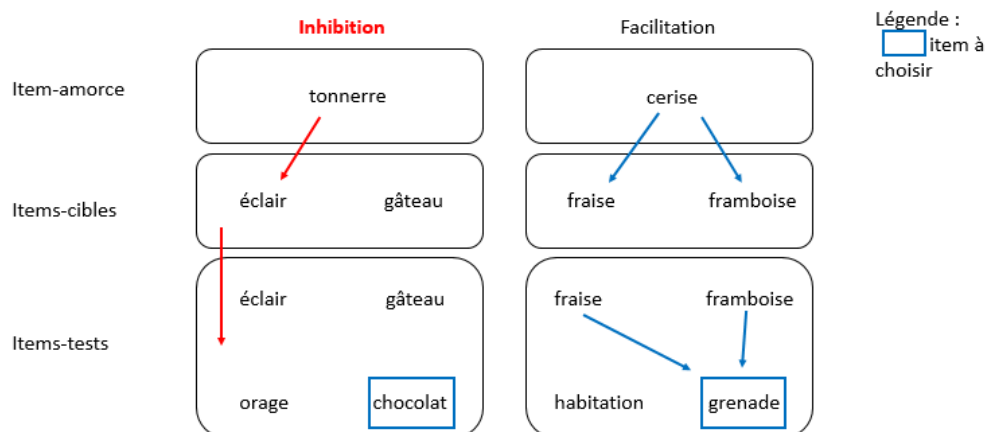 Inhibition Facilitation
Légende :
item à
choisir
Item-amorce tonnerre cerise
Items-cibles éclair gâteau fraise framboise
éclair gâteau fraise framboise
Items-tests
orage chocolat habitation grenade